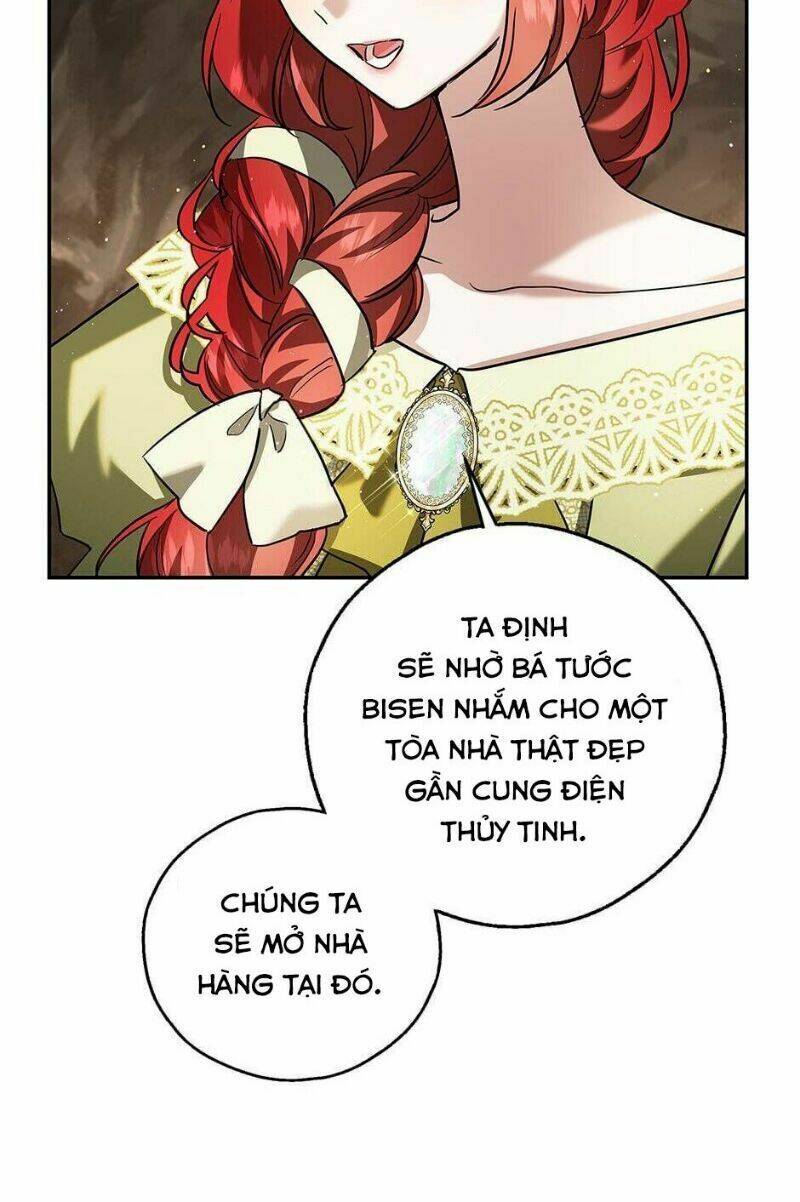 TA ĐỊNH
SẼ NHỜ BÁ TƯỚC
BISEN NHẮM CHO MỘT
TÒA NHÀ THẬT ĐẸP
GẦN CUNG ĐIỆN
THỦY TINH.
CHÚNG TA
SẼ MỞ NHÀ
HÀNG TẠI ĐÓ.